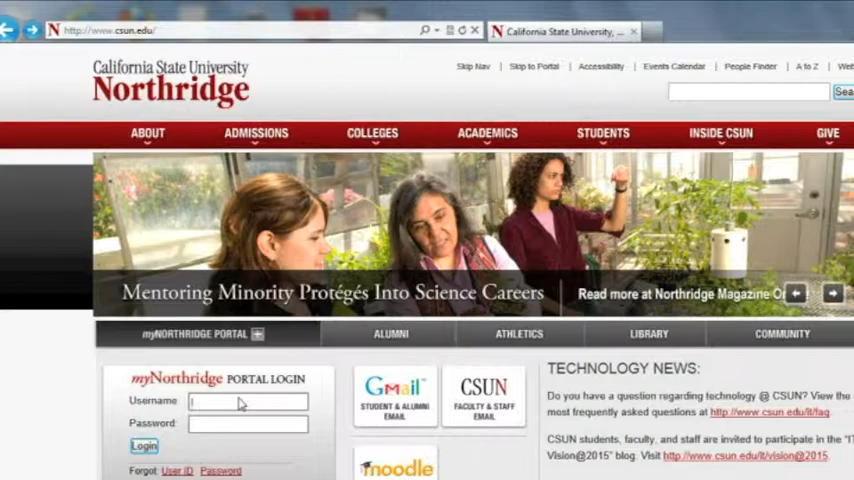 http://www.csun.edu/
California State University, ...
California State University
Northridge
Skip Nav | Skip to Portal | Accessibility | Events Calendar | People Finder | A to Z |
ABOUT ADMISSIONS COLLEGES ACADEMICS STUDENTS INSIDE CSUN GIVE
Mentoring Minority Protégés Into Science Careers
Read more at Northridge Magazine
myNORTHRIDGE PORTAL + ALUMNI ATHLETICS LIBRARY COMMUNITY
myNorthridge PORTAL LOGIN
Username:
Password:
Login
Forgot: User ID Password
GMail
STUDENT & ALUMNI
EMAIL
CSUN
FACULTY & STAFF
EMAIL
moodle
TECHNOLOGY NEWS:
Do you have a question regarding technology @ CSUN? View the
most frequently asked questions at http://www.csun.edu/it/faq.
CSUN students, faculty, and staff are invited to participate in the
Vision@2015" blog. Visit http://www.csun.edu/it/vision@2015.